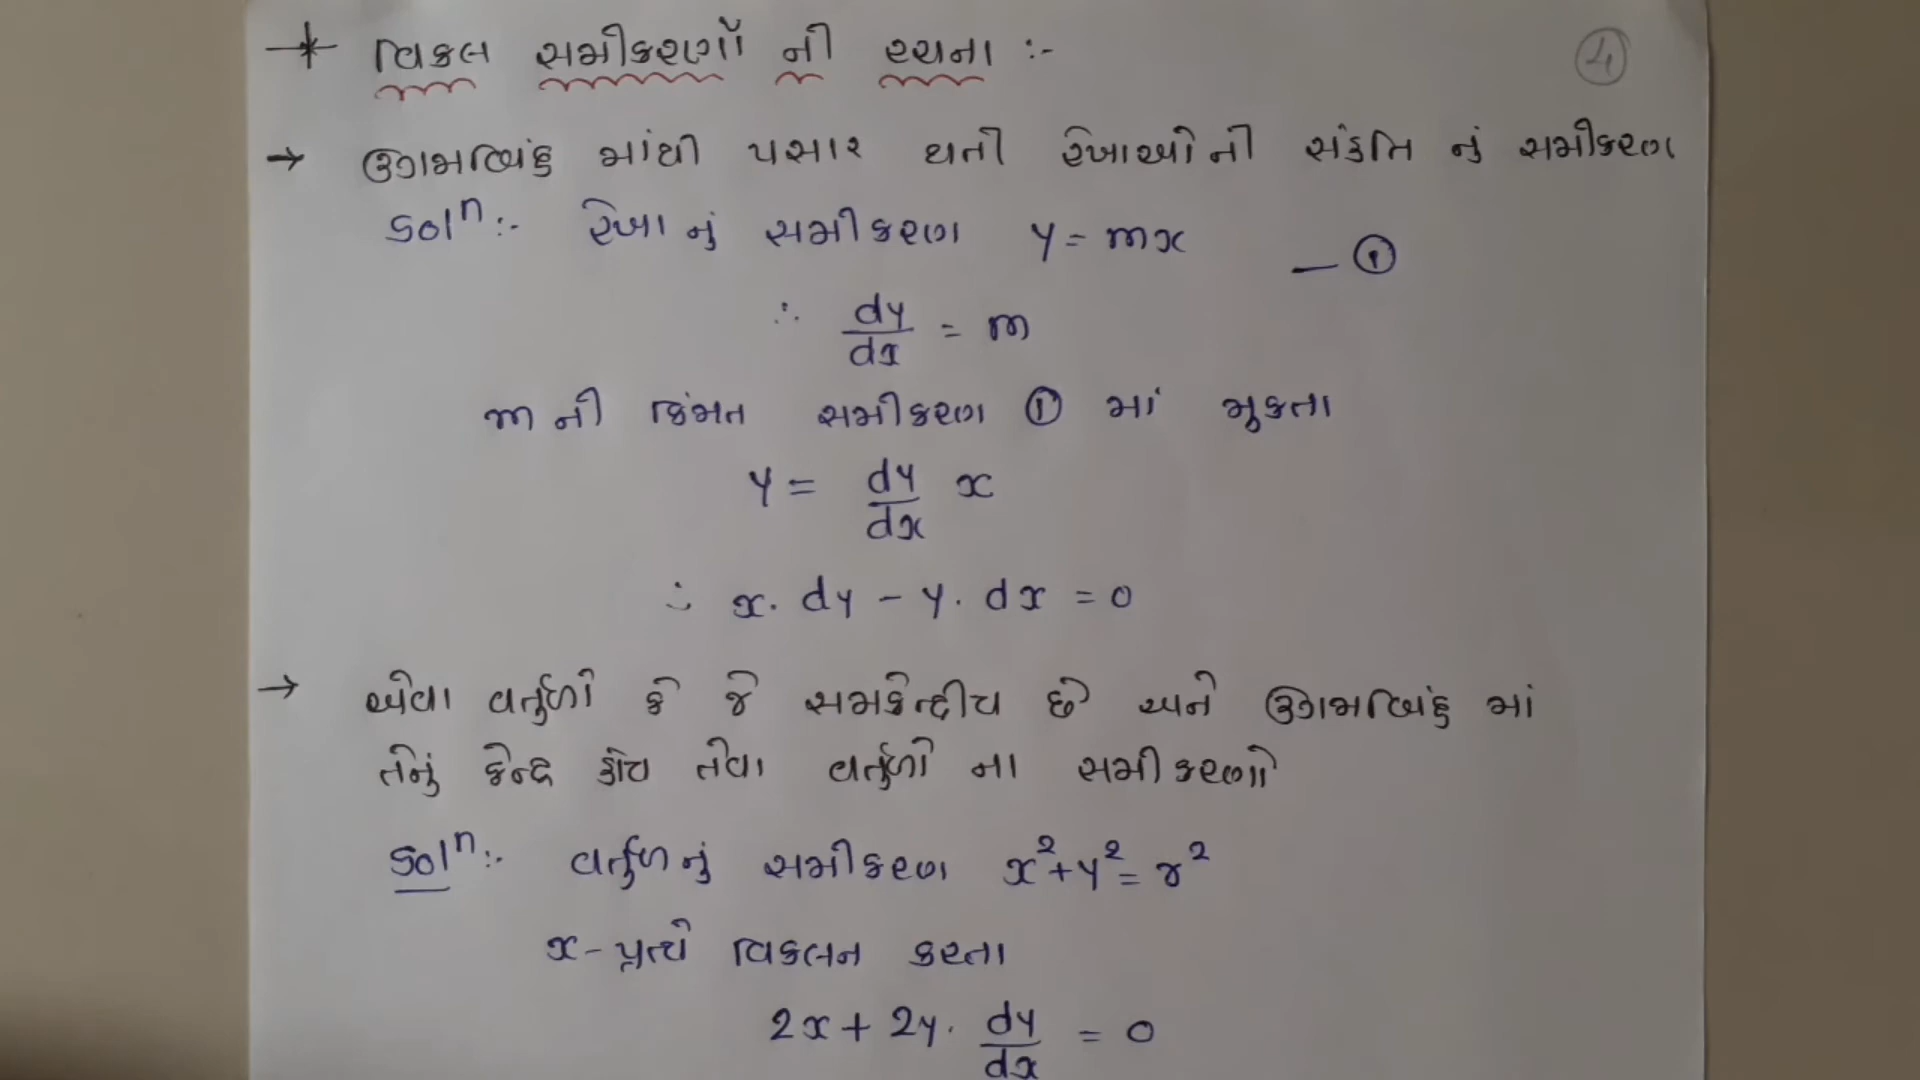 * વિકલ સમીકરણોં ની રચના :-
4
→ ઊગમબિંદુ માંથી પસાર થતી રેખાઓની સંહતિ નું સમીકરણ
Solⁿ:- રેખા નું સમીકરણ y = mx — ①
∴ dy/dx = m
m ની કિંમત સમીકરણ ① માં મુકતા
y = dy/dx x
∴ x. dy - y. dx = 0
→ એવા વર્તુળો કે જે સમકેન્દ્રીય છે અને ઊગમબિંદુ માં
તેનું કેન્દ્ર હોય તેવા વર્તુળો ના સમીકરણો
Solⁿ:- વર્તુળ નું સમીકરણ x² + y² = r²
x - પ્રત્યે વિકલન કરતા
2x + 2y. dy/dx = 0